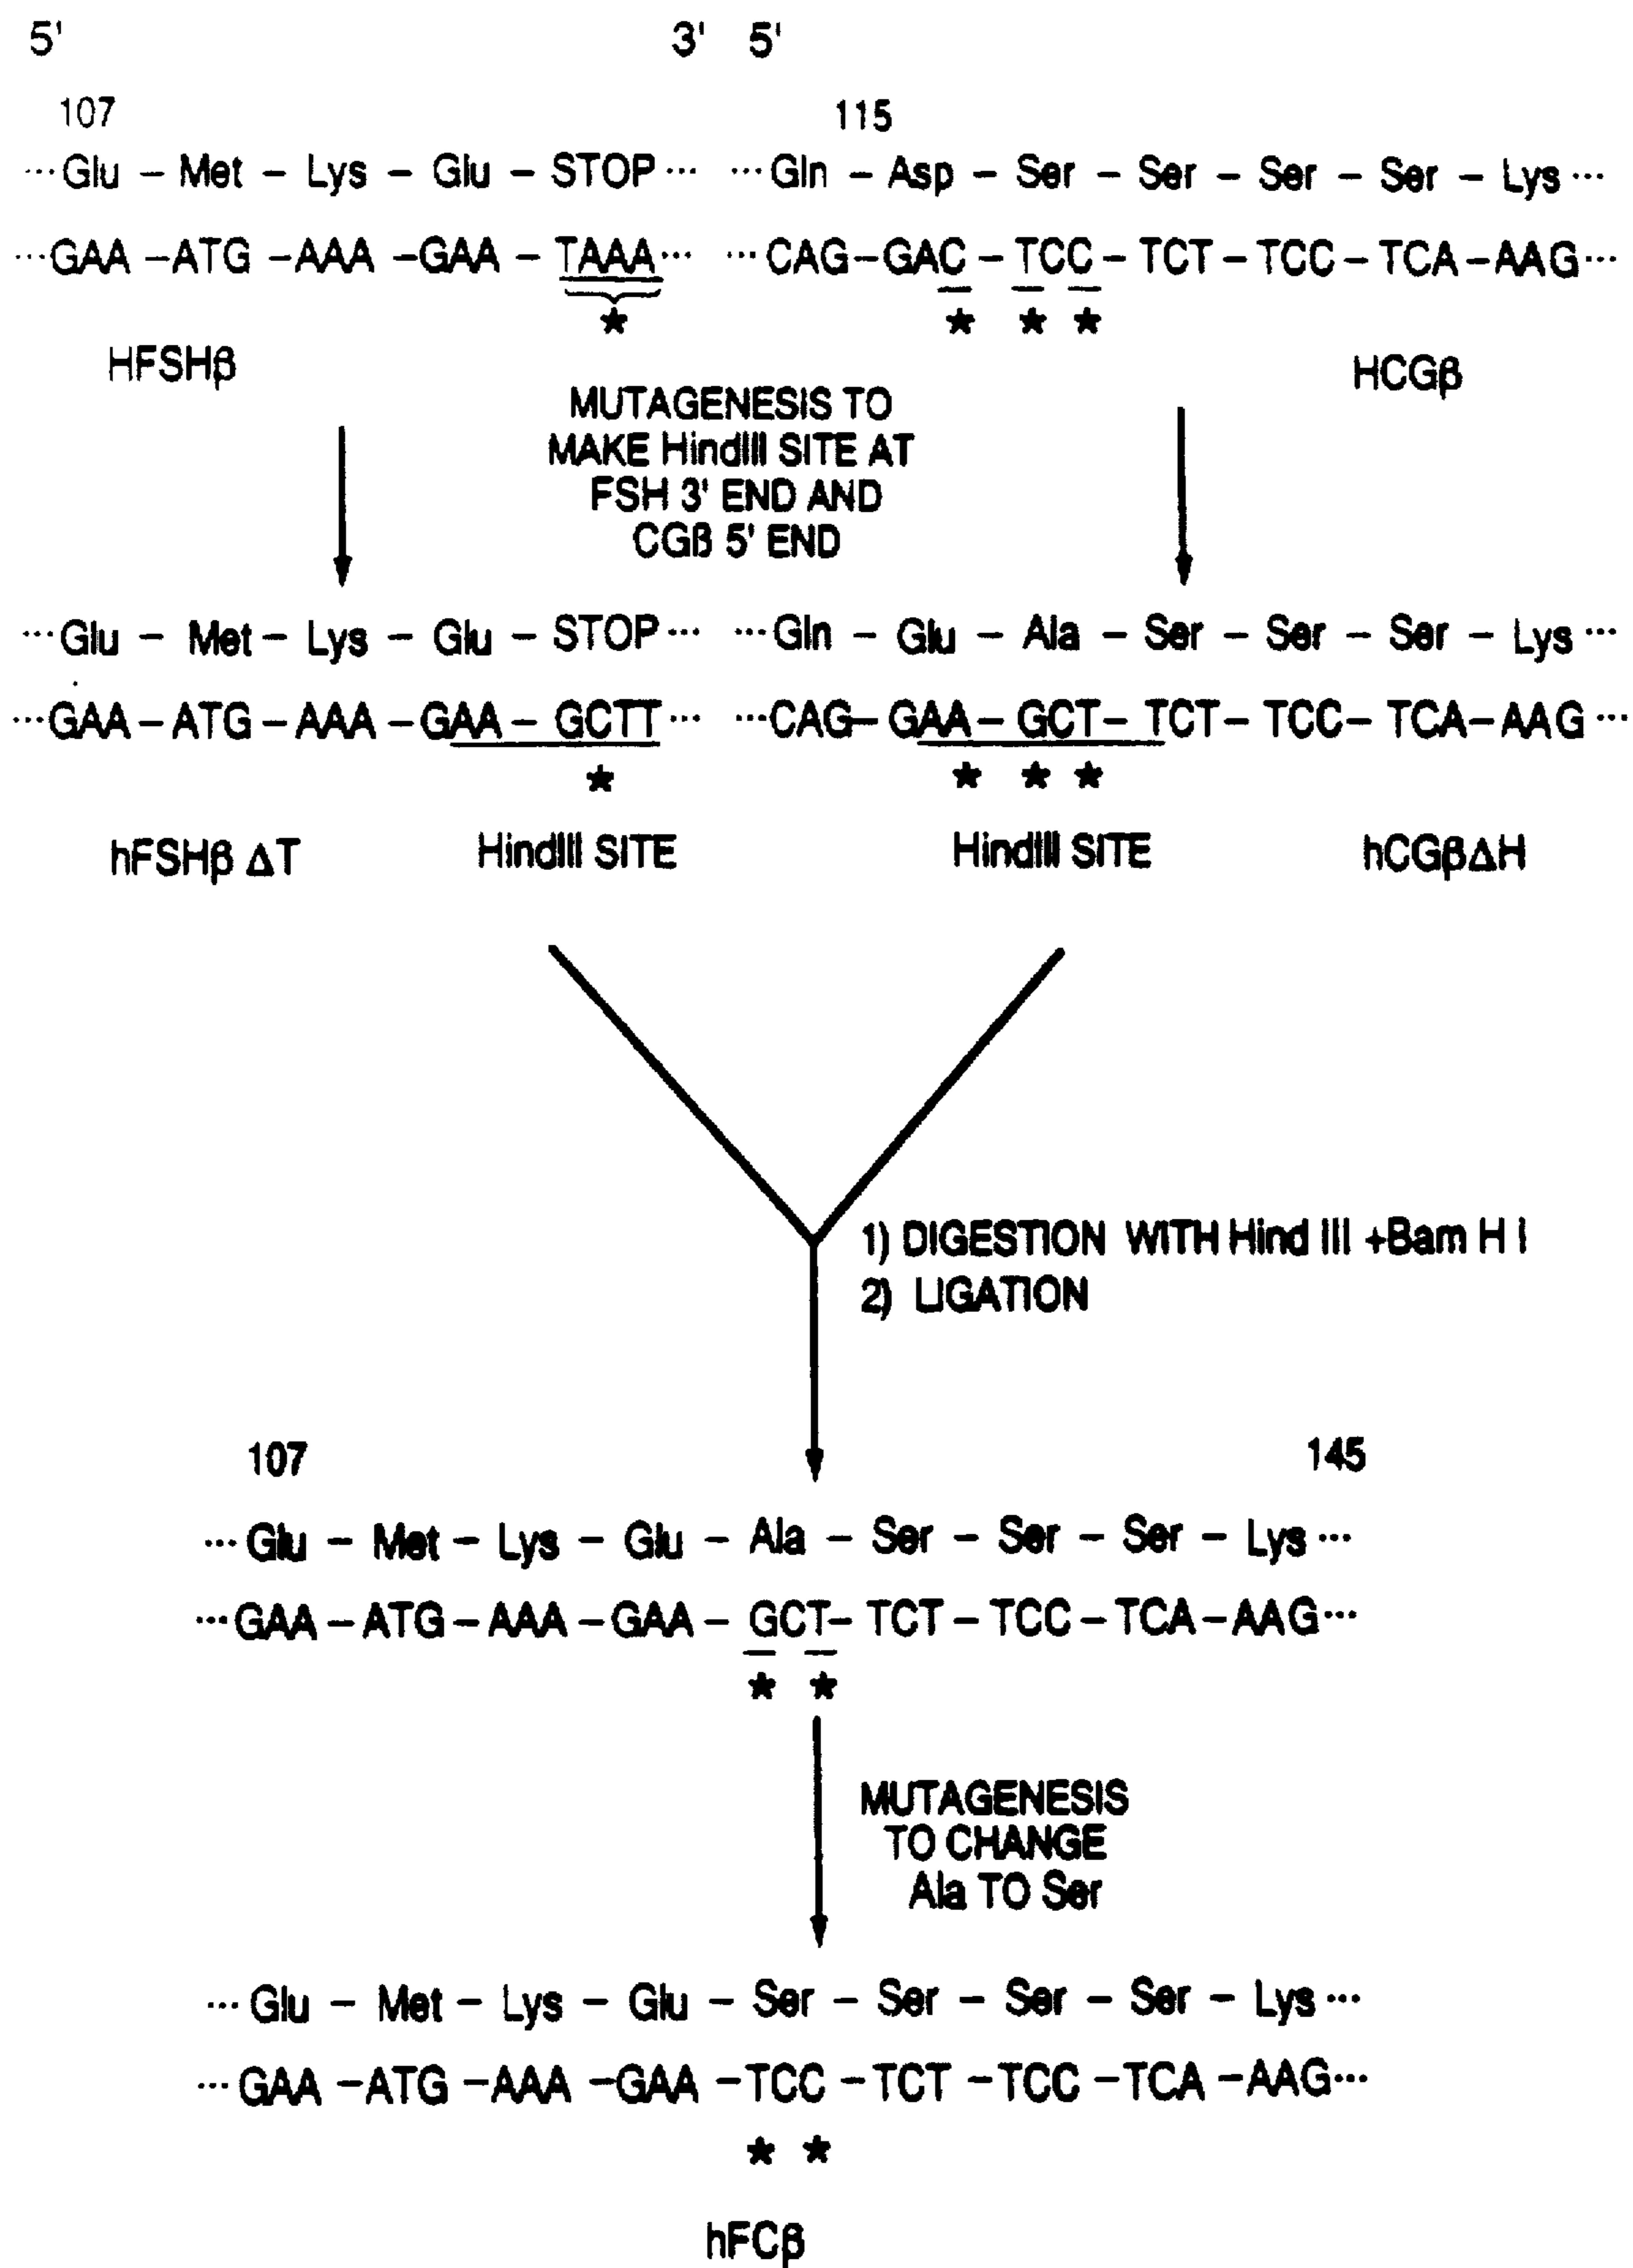 5' 3' 5'
107 115
···Glu – Met – Lys – Glu – STOP··· ···Gln – Asp – Ser – Ser – Ser – Ser – Lys···
···GAA –ATG –AAA –GAA – TAAA··· ···CAG–GAC – TCC – TCT – TCC – TCA –AAG···
★ ★ ★ ★
HFSHβ HCGβ
MUTAGENESIS TO
MAKE HindIII SITE AT
FSH 3' END AND
CGβ 5' END
···Glu – Met – Lys – Glu – STOP··· ···Gln – Glu – Ala – Ser – Ser – Ser – Lys···
···GAA – ATG – AAA – GAA – GCTT··· ···CAG– GAA – GCT – TCT – TCC – TCA – AAG···
★ ★ ★ ★
hFSHβ ΔT HindIII SITE HindIII SITE hCGβΔH
1) DIGESTION WITH Hind III +Bam H I
2) LIGATION
107 145
···Glu – Met – Lys – Glu – Ala – Ser – Ser – Ser – Lys···
···GAA –ATG –AAA –GAA – GCT– TCT – TCC – TCA – AAG···
★ ★
MUTAGENESIS
TO CHANGE
Ala TO Ser
···Glu – Met – Lys – Glu – Ser – Ser – Ser – Ser – Lys···
···GAA –ATG –AAA –GAA –TCC –TCT –TCC –TCA –AAG···
★ ★
hFCβ